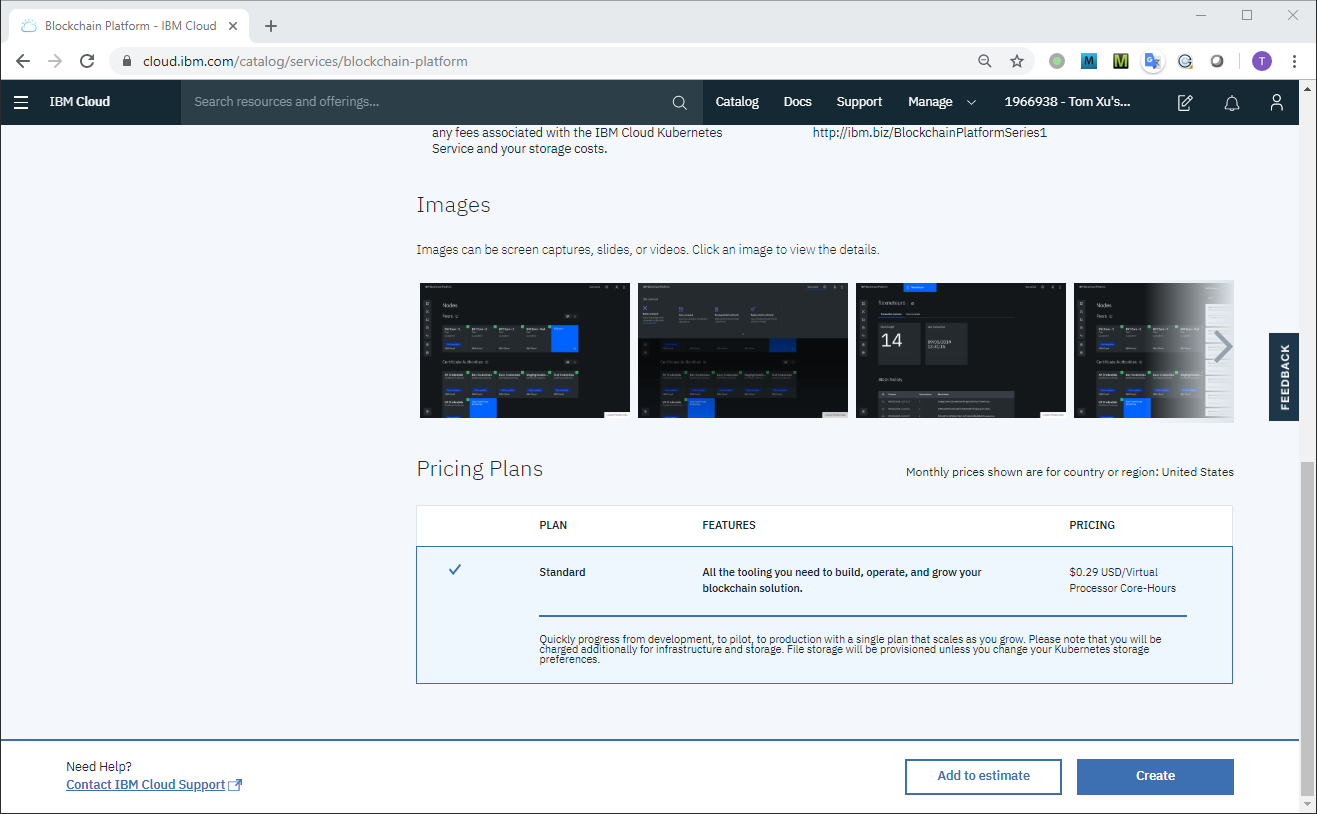 Blockchain Platform - IBM Cloud
cloud.ibm.com/catalog/services/blockchain-platform
T
IBM Cloud
Search resources and offerings...
Catalog
Docs
Support
Manage
1966938 - Tom Xu's...
any fees associated with the IBM Cloud Kubernetes
Service and your storage costs.
http://ibm.biz/BlockchainPlatformSeries1
Images
Images can be screen captures, slides, or videos. Click an image to view the details.
Nodes
14
Nodes
FEEDBACK
Pricing Plans
Monthly prices shown are for country or region: United States
PLAN
FEATURES
PRICING
Standard
All the tooling you need to build, operate, and grow your
blockchain solution.
$0.29 USD/Virtual
Processor Core-Hours
Quickly progress from development, to pilot, to production with a single plan that scales as you grow. Please note that you will be
charged additionally for infrastructure and storage. File storage will be provisioned unless you change your Kubernetes storage
preferences.
Need Help?
Contact IBM Cloud Support
Add to estimate
Create